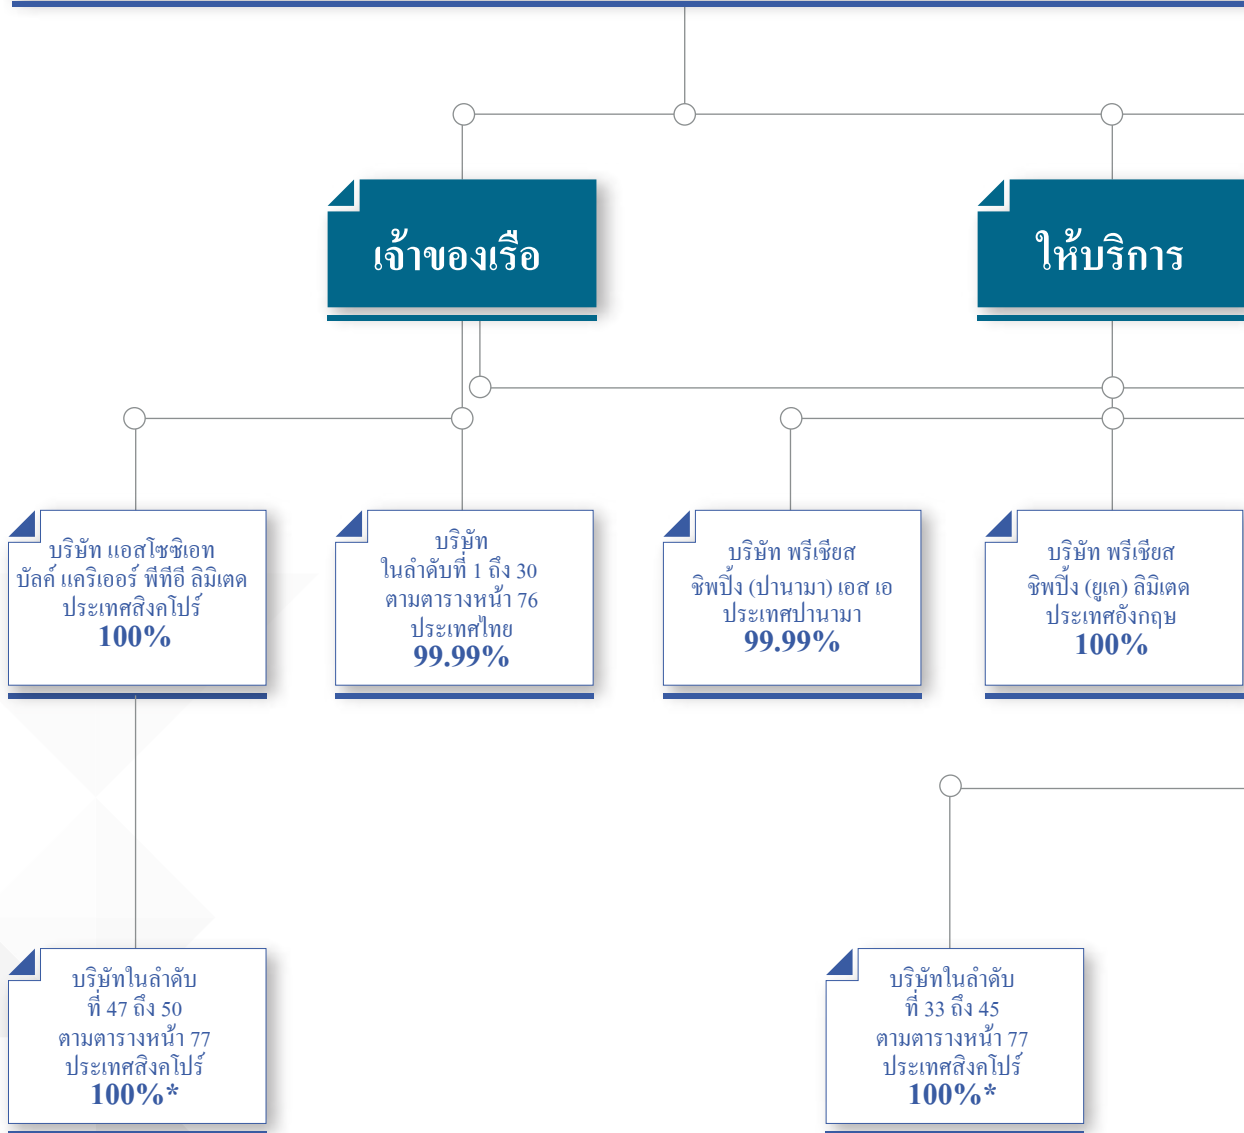 เจ้าของเรือ
ให้บริการ
บริษัท แอสโซซิเอท
บัลค์ แคริเออร์ พีทีอี ลิมิเตด
ประเทศสิงคโปร์
100%
บริษัท
ในลำดับที่ 1 ถึง 30
ตามตารางหน้า 76
ประเทศไทย
99.99%
บริษัท พรีเชียส
ชิพปิ้ง (ปานามา) เอส เอ
ประเทศปานามา
99.99%
บริษัท พรีเชียส
ชิพปิ้ง (ยูเค) ลิมิเตด
ประเทศอังกฤษ
100%
บริษัทในลำดับ
ที่ 47 ถึง 50
ตามตารางหน้า 77
ประเทศสิงคโปร์
100%*
บริษัทในลำดับ
ที่ 33 ถึง 45
ตามตารางหน้า 77
ประเทศสิงคโปร์
100%*